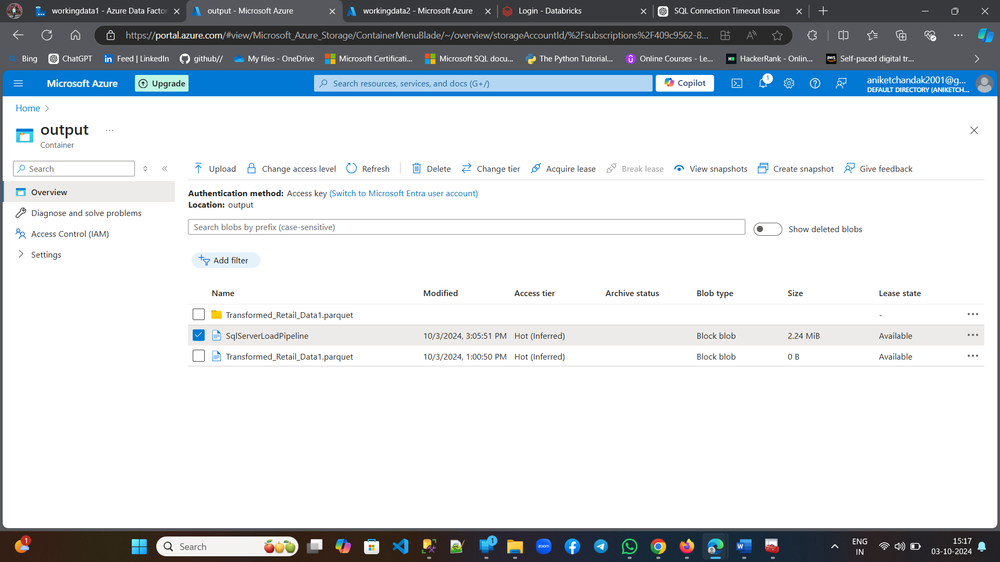 workingdata1 - Azure Data Factor
output - Microsoft Azure
workingdata2 - Microsoft Azure
Login - Databricks
SQL Connection Timeout Issue
https://portal.azure.com/#view/Microsoft_Azure_Storage/ContainerMenuBlade/~/overview/storageAccountId/%2Fsubscriptions%2F409c9562-8...
Bing
ChatGPT
Feed | LinkedIn
github//
My files - OneDrive
Microsoft Certificati...
Microsoft SQL docu...
The Python Tutorial...
Online Courses - Le...
HackerRank - Onlin...
Self-paced digital tr...
Microsoft Azure
Upgrade
Search resources, services, and docs (G+/)
Copilot
1
aniketchandak2001@g...
DEFAULT DIRECTORY (ANIKETCH...
Home
output
...
Container
Search
Upload
Change access level
Refresh
Delete
Change tier
Acquire lease
Break lease
View snapshots
Create snapshot
Give feedback
Overview
Diagnose and solve problems
Access Control (IAM)
Settings
Authentication method: Access key (Switch to Microsoft Entra user account)
Location: output
Search blobs by prefix (case-sensitive)
Show deleted blobs
Add filter
Name Modified Access tier Archive status Blob type Size Lease state
Transformed_Retail_Data1.parquet -
SqlServerLoadPipeline 10/3/2024, 3:05:51 PM Hot (Inferred) Block blob 2.24 MiB Available
Transformed_Retail_Data1.parquet 10/3/2024, 1:00:50 PM Hot (Inferred) Block blob 0 B Available
1
Search
1
zoom
W
ENG
IN
15:17
03-10-2024